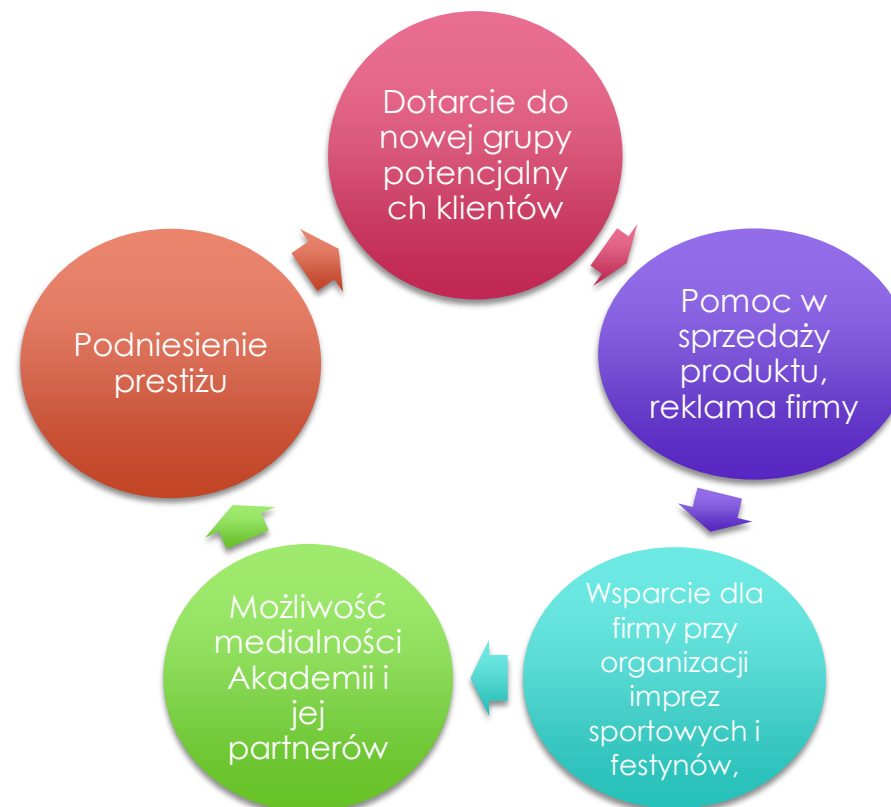 Dotarcie do
nowej grupy
potencjalny
ch klientów
Pomoc w
sprzedaży
produktu,
reklama firmy
Wsparcie dla
firmy przy
organizacji
imprez
sportowych i
festynów,
Możliwość
medialności
Akademii i
jej
partnerów
Podniesienie
prestiżu